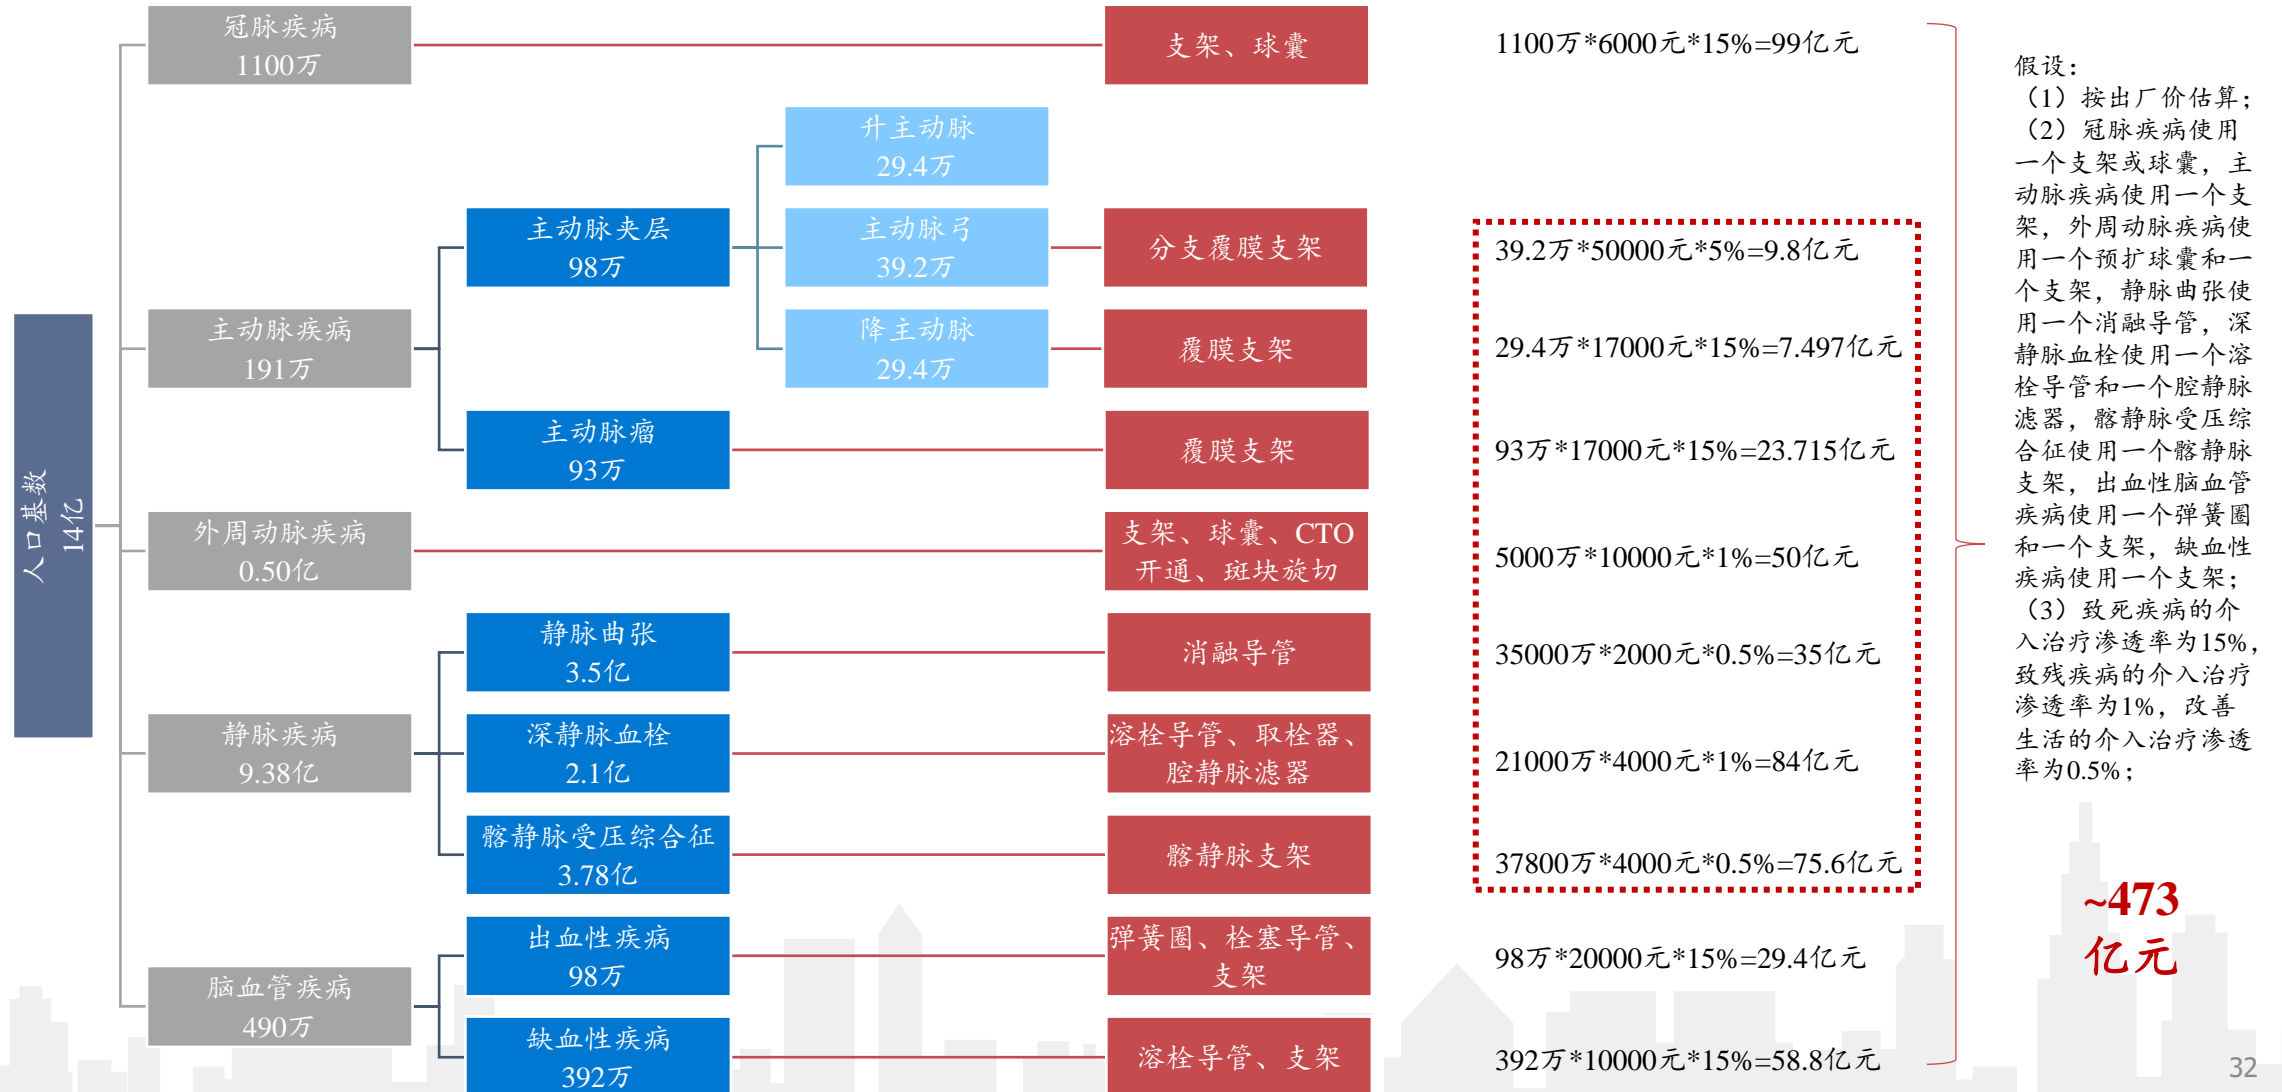 人口基数
14亿
冠脉疾病
1100万
支架、球囊
1100万*6000元*15%=99亿元
主动脉疾病
191万
主动脉夹层
98万
升主动脉
29.4万
主动脉弓
39.2万
分支覆膜支架
39.2万*50000元*5%=9.8亿元
降主动脉
29.4万
覆膜支架
29.4万*17000元*15%=7.497亿元
主动脉瘤
93万
覆膜支架
93万*17000元*15%=23.715亿元
外周动脉疾病
0.50亿
支架、球囊、CTO
开通、斑块旋切
5000万*10000元*1%=50亿元
静脉疾病
9.38亿
静脉曲张
3.5亿
消融导管
35000万*2000元*0.5%=35亿元
深静脉血栓
2.1亿
溶栓导管、取栓器、
腔静脉滤器
21000万*4000元*1%=84亿元
髂静脉受压综合征
3.78亿
髂静脉支架
37800万*4000元*0.5%=75.6亿元
脑血管疾病
490万
出血性疾病
98万
弹簧圈、栓塞导管、
支架
98万*20000元*15%=29.4亿元
缺血性疾病
392万
溶栓导管、支架
392万*10000元*15%=58.8亿元
假设：
（1）按出厂价估算；
（2）冠脉疾病使用
一个支架或球囊，主
动脉疾病使用一个支
架，外周动脉疾病使
用一个预扩球囊和一
个支架，静脉曲张使
用一个消融导管，深
静脉血栓使用一个溶
栓导管和一个腔静脉
滤器，髂静脉受压综
合征使用一个髂静脉
支架，出血性脑血管
疾病使用一个弹簧圈
和一个支架，缺血性
疾病使用一个支架；
（3）致死疾病的介
入治疗渗透率为15%，
致残疾病的介入治疗
渗透率为1%，改善
生活的介入治疗渗透
率为0.5%；
~473
亿元
32